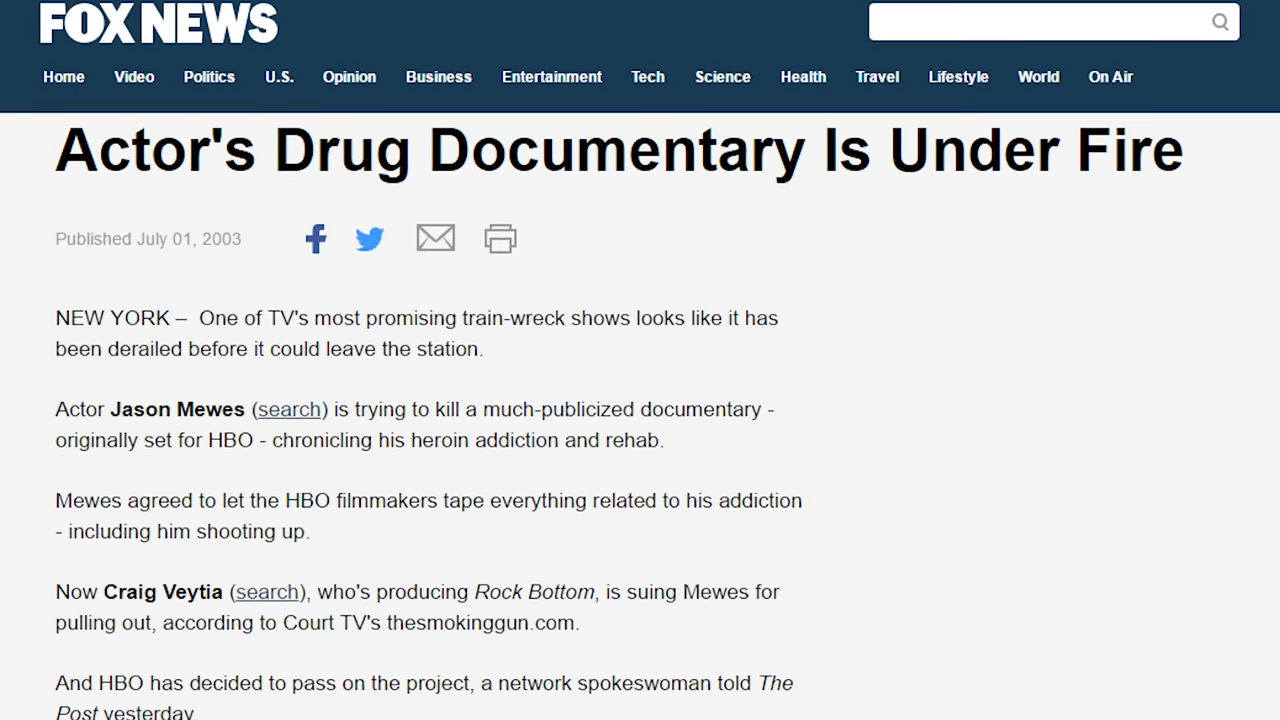 FOX NEWS
Home Video Politics U.S. Opinion Business Entertainment Tech Science Health Travel Lifestyle World On Air
Actor's Drug Documentary Is Under Fire
Published July 01, 2003
NEW YORK – One of TV's most promising train-wreck shows looks like it has
been derailed before it could leave the station.
Actor Jason Mewes (search) is trying to kill a much-publicized documentary -
originally set for HBO - chronicling his heroin addiction and rehab.
Mewes agreed to let the HBO filmmakers tape everything related to his addiction
- including him shooting up.
Now Craig Veytia (search), who's producing Rock Bottom, is suing Mewes for
pulling out, according to Court TV's thesmokinggun.com.
And HBO has decided to pass on the project, a network spokeswoman told The
Post yesterday.